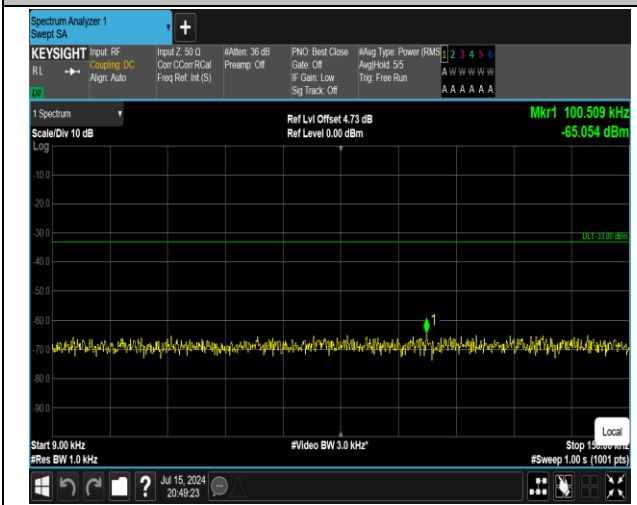 Spectrum Analyzer 1
Swept SA
+
KEYSIGHT Input: RF Input Z: 50 Ω #Atten: 36 dB PNO: Best Close #Avg Type: Power (RMS 1 2 3 4 5 6
RL Coupling: DC Corr CCorr RCal Preamp: Off Gate: Off Avg|Hold: 5/5 A W W W W W
Align: Auto Freq Ref: Int (S) IF Gain: Low Trig: Free Run
Sig Track: Off A A A A A A
1 Spectrum Ref Lvl Offset 4.73 dB Mkr1 100.509 kHz
Scale/Div 10 dB Ref Level 0.00 dBm -65.054 dBm
Log
-10.0
-20.0
-30.0 DL1 -33.00 dBm
-40.0
-50.0
-60.0 1
-70.0
-80.0
-90.0
Local
Start 9.00 kHz #Video BW 3.0 kHz* Stop
#Res BW 1.0 kHz #Sweep 1.00 s (1001 pts)
? Jul 15, 2024
20:49:23